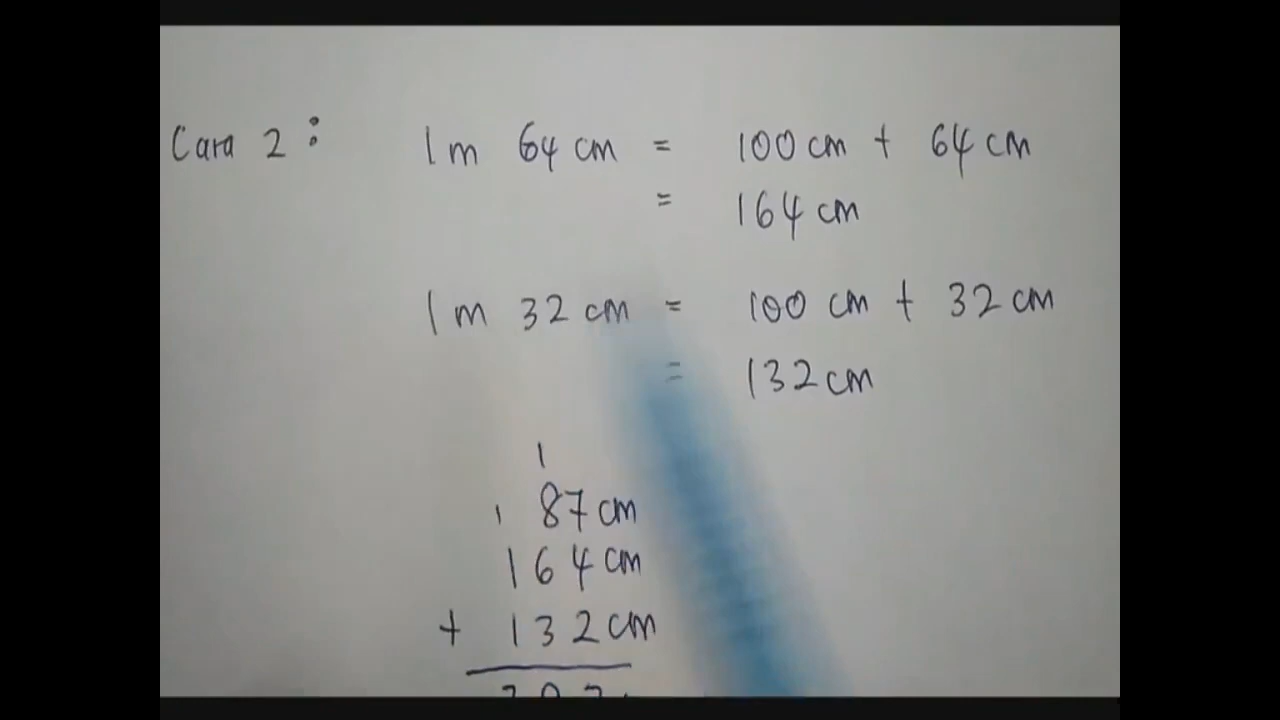 Cara 2 : 1m 64 cm = 100 cm + 64 cm
= 164 cm
1 m 32 cm = 100 cm + 32 cm
= 132 cm
1
1 87 cm
164 cm
+ 132 cm